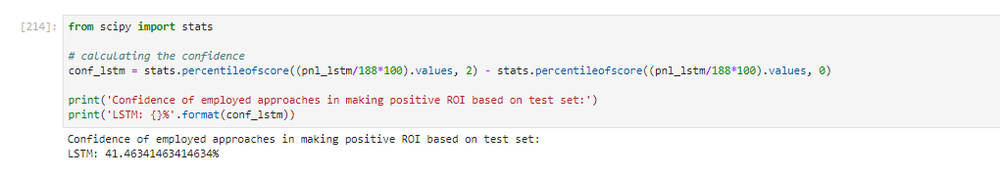 [214]: from scipy import stats
# calculating the confidence
conf_lstm = stats.percentileofscore((pnl_lstm/188*100).values, 2) - stats.percentileofscore((pnl_lstm/188*100).values, 0)
print('Confidence of employed approaches in making positive ROI based on test set:')
print('LSTM: {}%'.format(conf_lstm))
Confidence of employed approaches in making positive ROI based on test set:
LSTM: 41.46341463414634%